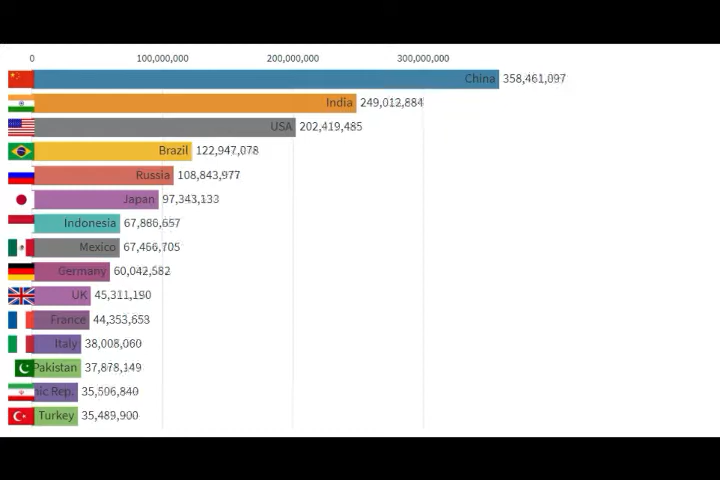 0 100,000,000 200,000,000 300,000,000
China 358,461,097
India 249,012,884
USA 202,419,485
Brazil 122,947,078
Russia 108,843,977
Japan 97,343,133
Indonesia 67,886,657
Mexico 67,466,705
Germany 60,042,582
UK 45,311,190
France 44,353,653
Italy 38,008,060
Pakistan 37,878,149
nic Rep. 35,506,840
Turkey 35,489,900